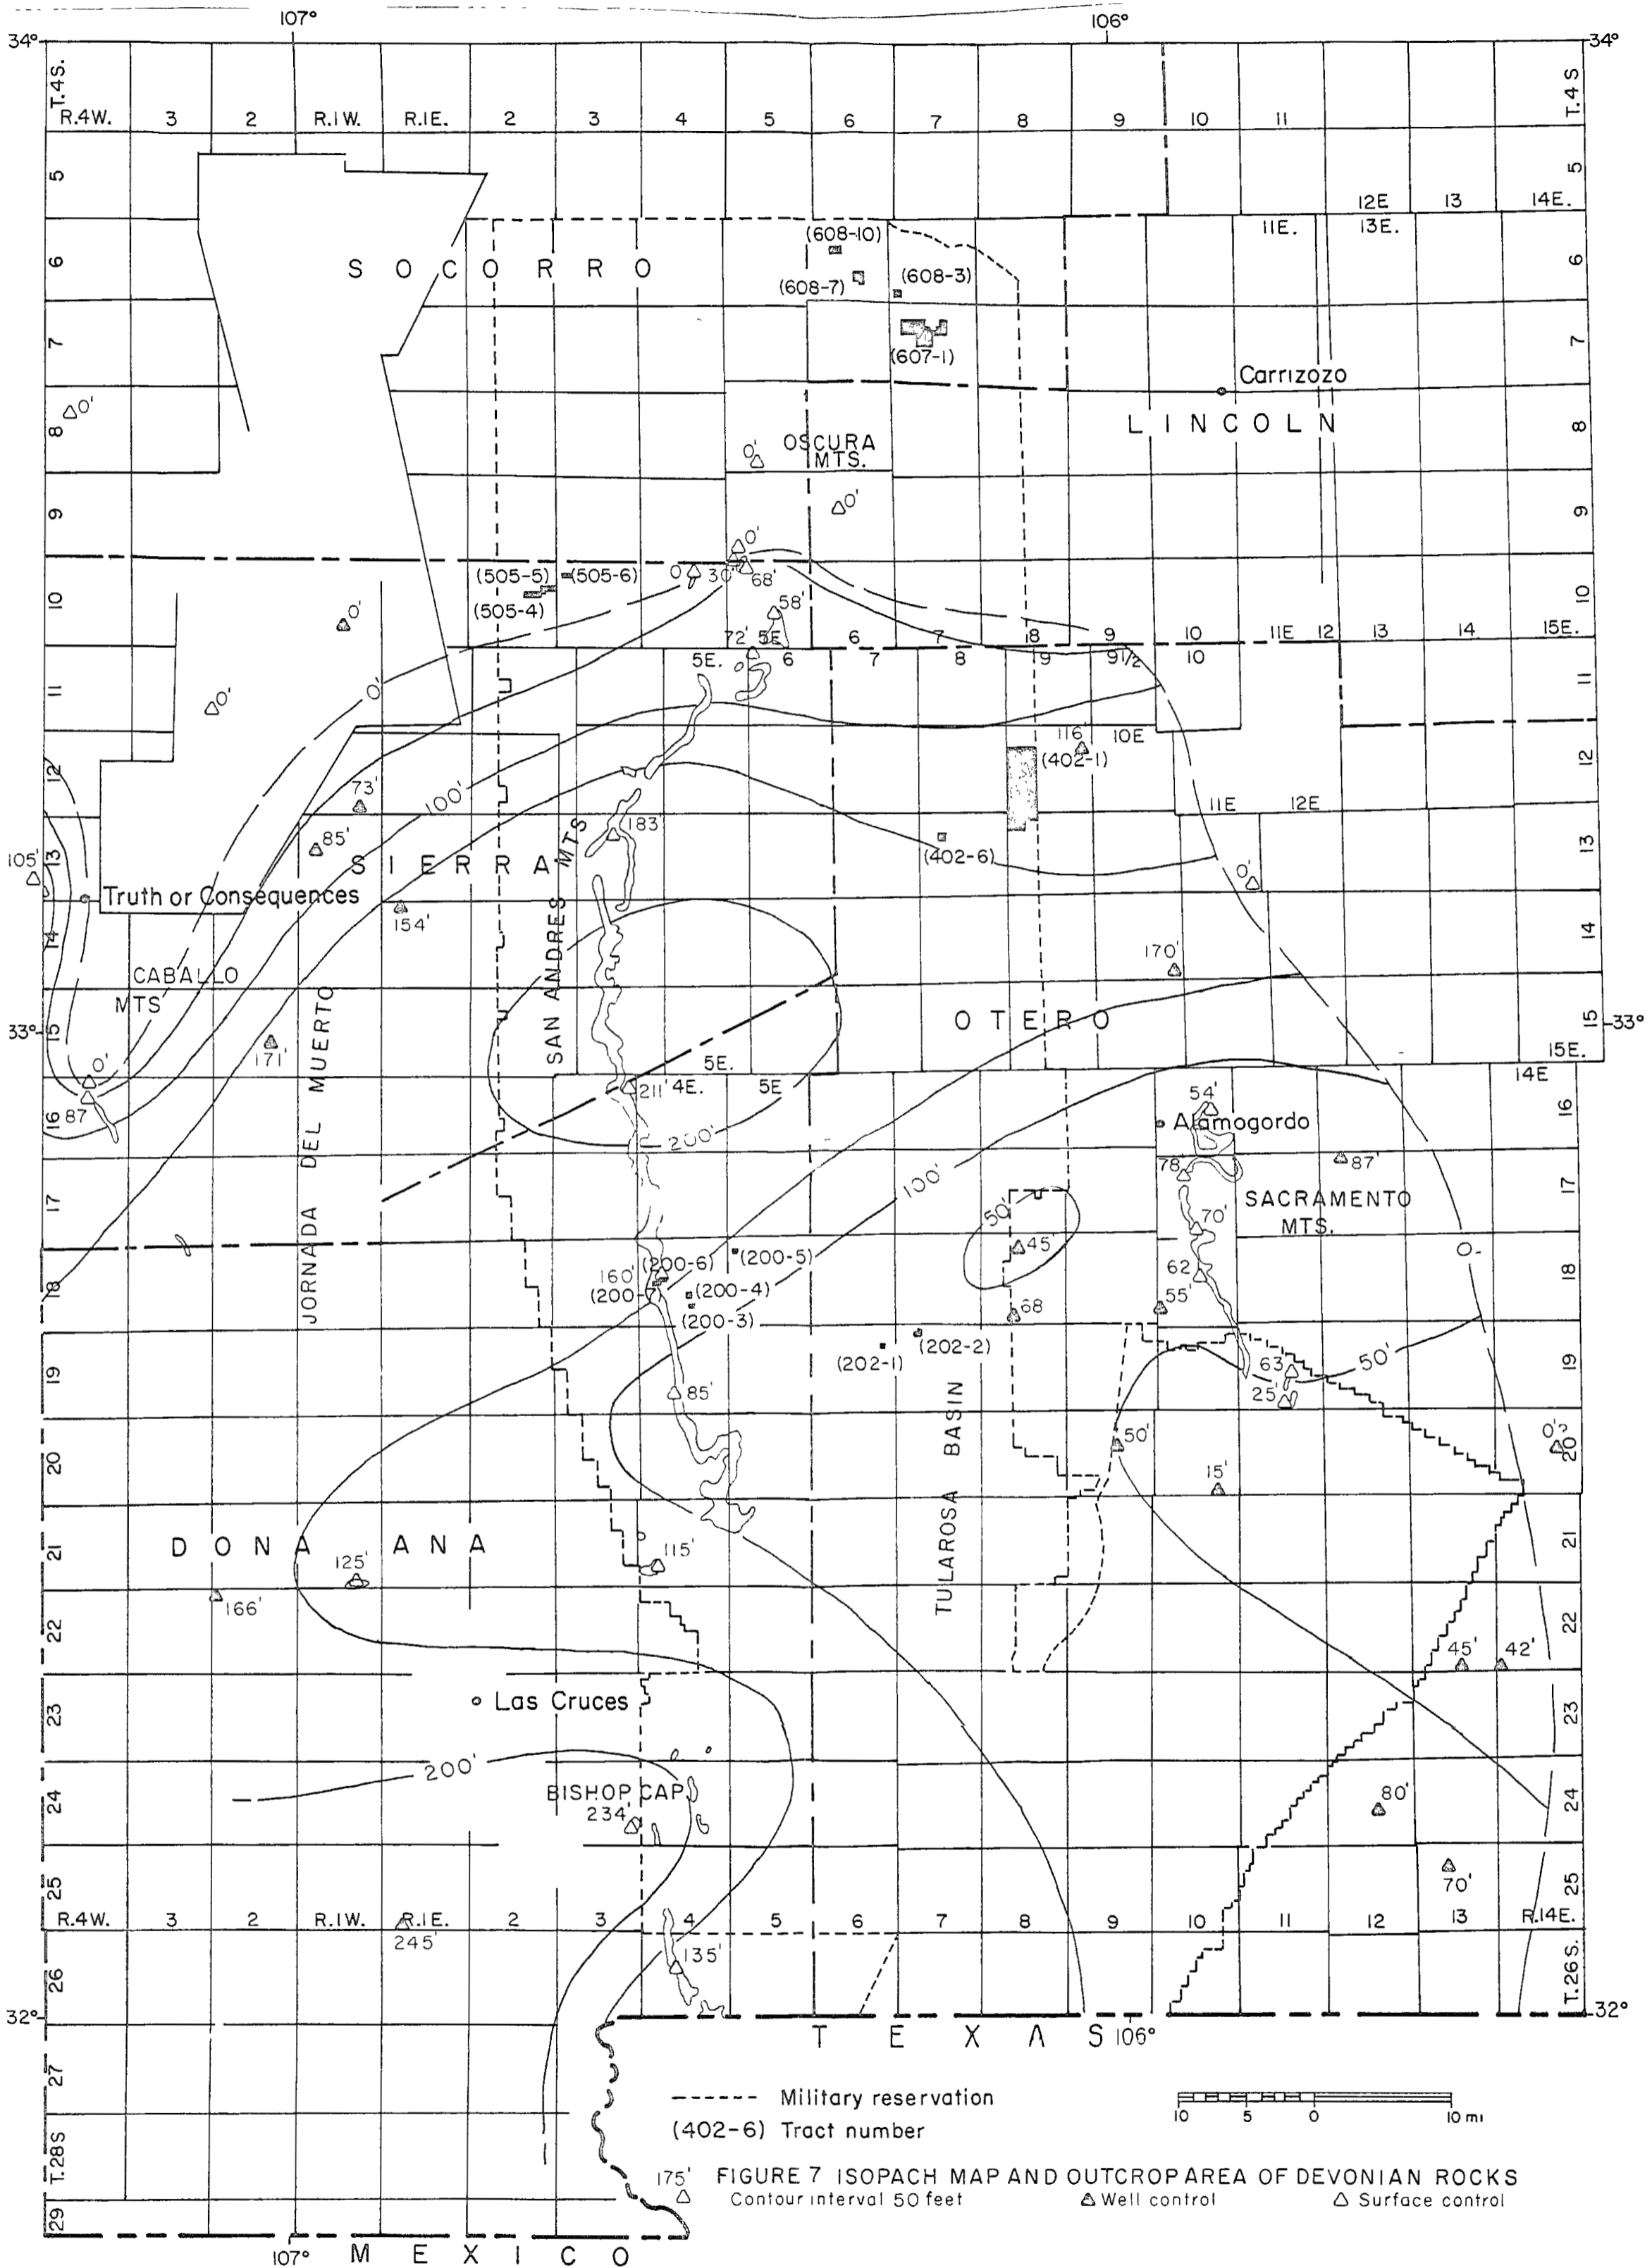 107°
106°
34°
34°
T.4S.
T.4 S
R.4W. 3 2 R.1W. R.1E. 2 3 4 5 6 7 8 9 10 11
5
5
12E 13 14E.
11E. 13E.
(608-10)
6
S O C O R R O
(608-7)
(608-3)
6
7
(607-1)
7
Carrizozo
0'
8
L I N C O L N
8
OSCURA
MTS.
0'
0'
9
9
0'
(505-5)
(505-6)
0
30'
68'
10
(505-4)
58'
10
0'
72'
5E
6
7
8
9
10
11E
12
13
14
15E.
5E.
6
7
8
9
9½
10
0'
0'
11
11
116'
10E
12
(402-1)
12
73'
100'
11E
12E
85'
183'
105'
13
S I E R R A
(402-6)
13
0'
Truth or Consequences
154'
14
SAN ANDRES MTS
14
170'
CABALLO
MTS
33°
15
O T E R O
15
33°
171'
JORNADA DEL MUERTO
5E.
15E.
0'
211'
4E.
5E
14E
87
16
54'
16
Alamogordo
200'
78'
87'
100'
17
SACRAMENTO
MTS.
17
50'
70'
45'
0-
160'
(200-6)
(200-5)
62
18
(200-7)
(200-4)
55'
18
(200-3)
68
(202-1)
(202-2)
19
63
50'
19
85'
25'
TULAROSA BASIN
50'
0'?
20
20
15'
D O N A A N A
21
21
125'
115'
166'
22
22
45'
42'
23
Las Cruces
23
200'
24
BISHOP CAP
24
234'
80'
25
70'
25
R.4W. 3 2 R.1W. R.1E. 2 3 4 5 6 7 8 9 10 11 12 13 R.14E.
245'
135'
26
T.26S.
32°
32°
T E X A S
106°
27
Military reservation
10 5 0 10 mi
(402-6) Tract number
T.28S
175'
FIGURE 7 ISOPACH MAP AND OUTCROP AREA OF DEVONIAN ROCKS
Contour interval 50 feet
Well control
Surface control
29
107°
M E X I C O